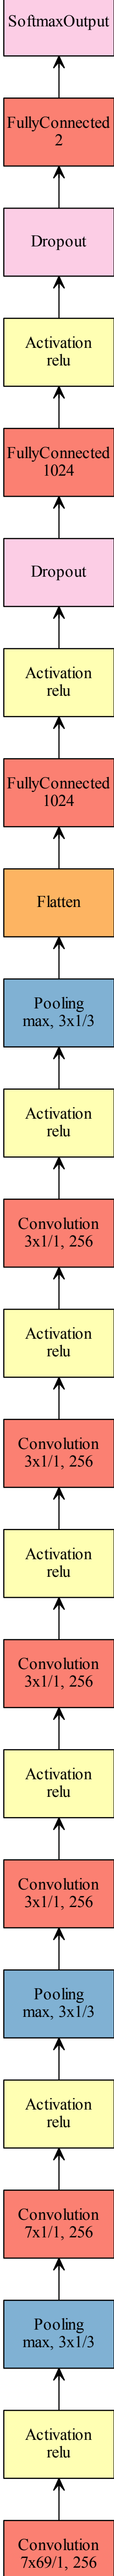 SoftmaxOutput
FullyConnected
2
Dropout
Activation
relu
FullyConnected
1024
Dropout
Activation
relu
FullyConnected
1024
Flatten
Pooling
max, 3x1/3
Activation
relu
Convolution
3x1/1, 256
Activation
relu
Convolution
3x1/1, 256
Activation
relu
Convolution
3x1/1, 256
Activation
relu
Convolution
3x1/1, 256
Pooling
max, 3x1/3
Activation
relu
Convolution
7x1/1, 256
Pooling
max, 3x1/3
Activation
relu
Convolution
7x69/1, 256